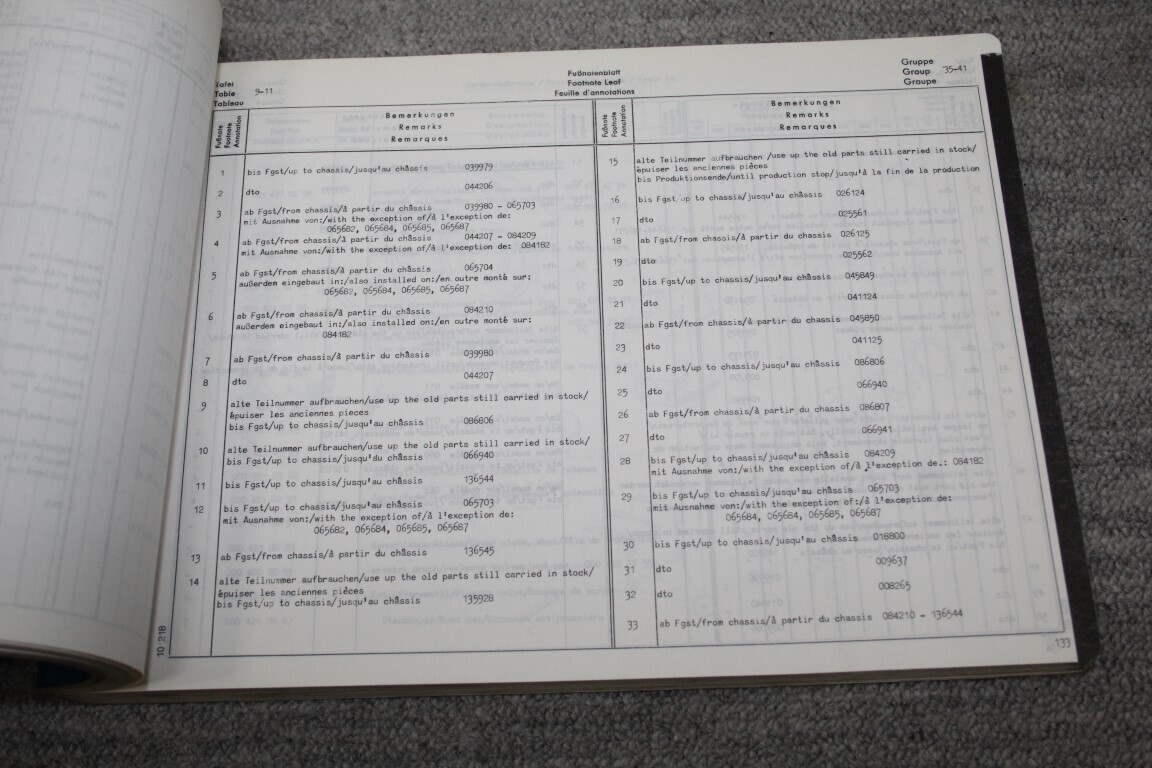 Tafel
Table 9-11
Tableau
Fußnotenblatt
Footnote Leaf
Feuille d'annotations
Gruppe
Group 35-41
Groupe
Fußnote
Footnote
Annotation
Bemerkungen
Remarks
Remarques
1 bis Fgst/up to chassis/jusqu'au châssis 039979
2 dto 044206
3 ab Fgst/from chassis/à partir du châssis 039980 - 065703
mit Ausnahme von:/with the exception of/à l'exception de:
065682, 065684, 065685, 065687
4 ab Fgst/from chassis/à partir du châssis 044207 - 084209
mit Ausnahme von:/with the exception of/à l'exception de: 084182
5 ab Fgst/from chassis/à partir du châssis 065704
außerdem eingebaut in:/also installed on:/en outre monté sur:
065682, 065684, 065685, 065687
6 ab Fgst/from chassis/à partir du châssis 084210
außerdem eingebaut in:/also installed on:/en outre monté sur:
084182
7 ab Fgst/from chassis/à partir du châssis 039980
8 dto 044207
9 alte Teilnummer aufbrauchen/use up the old parts still carried in stock/
épuiser les anciennes pieces
bis Fgst/up to chassis/jusqu'au châssis 086806
10 alte Teilnummer aufbrauchen/use up the old parts still carried in stock/
bis Fgst/up to chassis/jusqu'du châssis 066940
11 bis Fgst/up to chassis/jusqu'au châssis 136544
12 bis Fgst/up to chassis/jusqu'au châssis 065703
mit Ausnahme von:/with the exception of/à l'exception de:
065682, 065684, 065685, 065687
13 ab Fgst/from chassis/à partir du châssis 136545
14 alte Teilnummer aufbrauchen/use up the old parts still carried in stock/
épuiser les anciennes pièces
bis Fgst/up to chassis/jusqu'au châssis 135928
Fußnote
Footnote
Annotation
Bemerkungen
Remarks
Remarques
15 alte Teilnummer aufbrauchen /use up the old parts still carried in stock/
épuiser les anciennes pièces
bis Produktionsende/until production stop/jusqu'à la fin de la production
16 bis Fgst/up to chassis/jusqu'au châssis 026124
17 dto 025561
18 ab Fgst/from chassis/à partir du châssis 026125
19 dto 025562
20 bis Fgst/up to chassis/jusqu'au châssis 045849
21 dto 041124
22 ab Fgst/from chassis/à partir du châssis 045850
23 dto 041125
24 bis Fgst/up to chassis/jusqu'au châssis 086806
25 dto 066940
26 ab Fgst/from chassis/à partir du châssis 086807
27 dto 066941
28 bis Fgst/up to chassis/jusqu'au châssis 084209
mit Ausnahme von:/with the exception of/à l'exception de.: 084182
29 bis Fgst/up to chassis/jusqu'au châssis 065703
mit Ausnahme von:/with the exception of:/à l'exception de:
065684, 065684, 065685, 065687
30 bis Fgst/up to chassis/jusqu'au châssis 018800
31 dto 009637
32 dto 008265
33 ab Fgst/from chassis/à partir du châssis 084210 - 136544
10 218
133